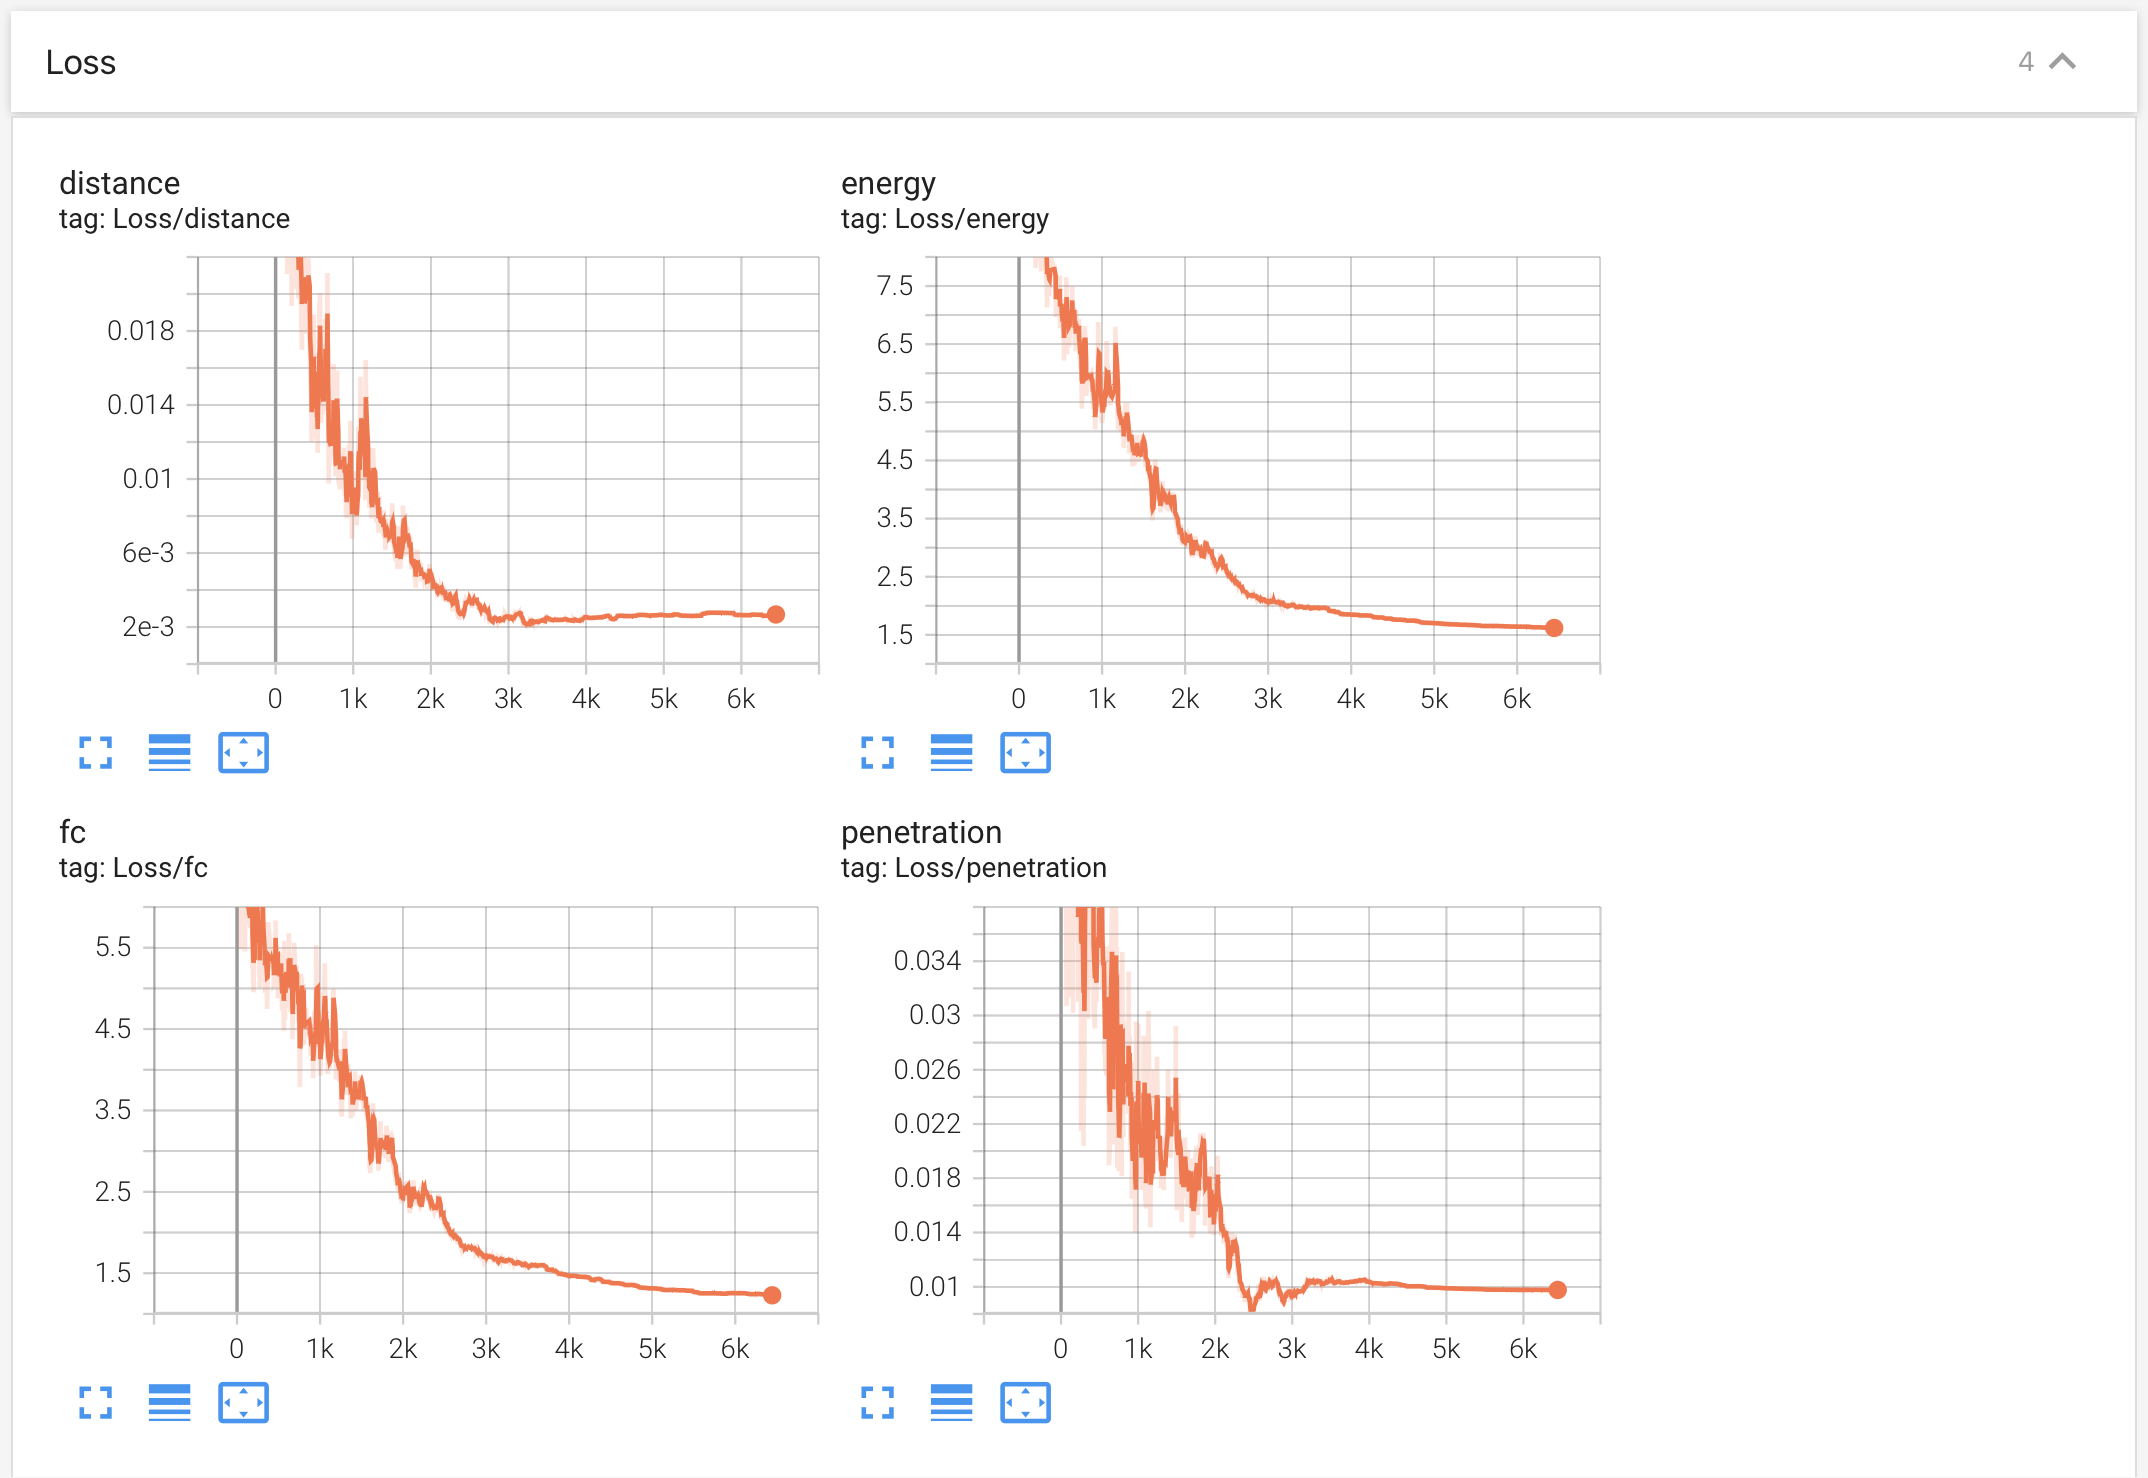 Loss
4
distance
tag: Loss/distance
0.018
0.014
0.01
6e-3
2e-3
0 1k 2k 3k 4k 5k 6k
energy
tag: Loss/energy
7.5
6.5
5.5
4.5
3.5
2.5
1.5
0 1k 2k 3k 4k 5k 6k
fc
tag: Loss/fc
5.5
4.5
3.5
2.5
1.5
0 1k 2k 3k 4k 5k 6k
penetration
tag: Loss/penetration
0.034
0.03
0.026
0.022
0.018
0.014
0.01
0 1k 2k 3k 4k 5k 6k